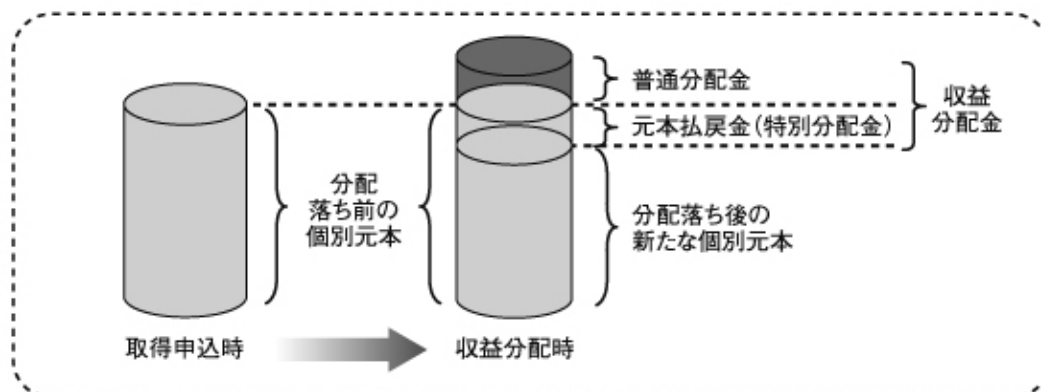 普通分配金
元本払戻金(特別分配金)
収益
分配金
分配
落ち前の
個別元本
分配落ち後の
新たな個別元本
取得申込時
収益分配時